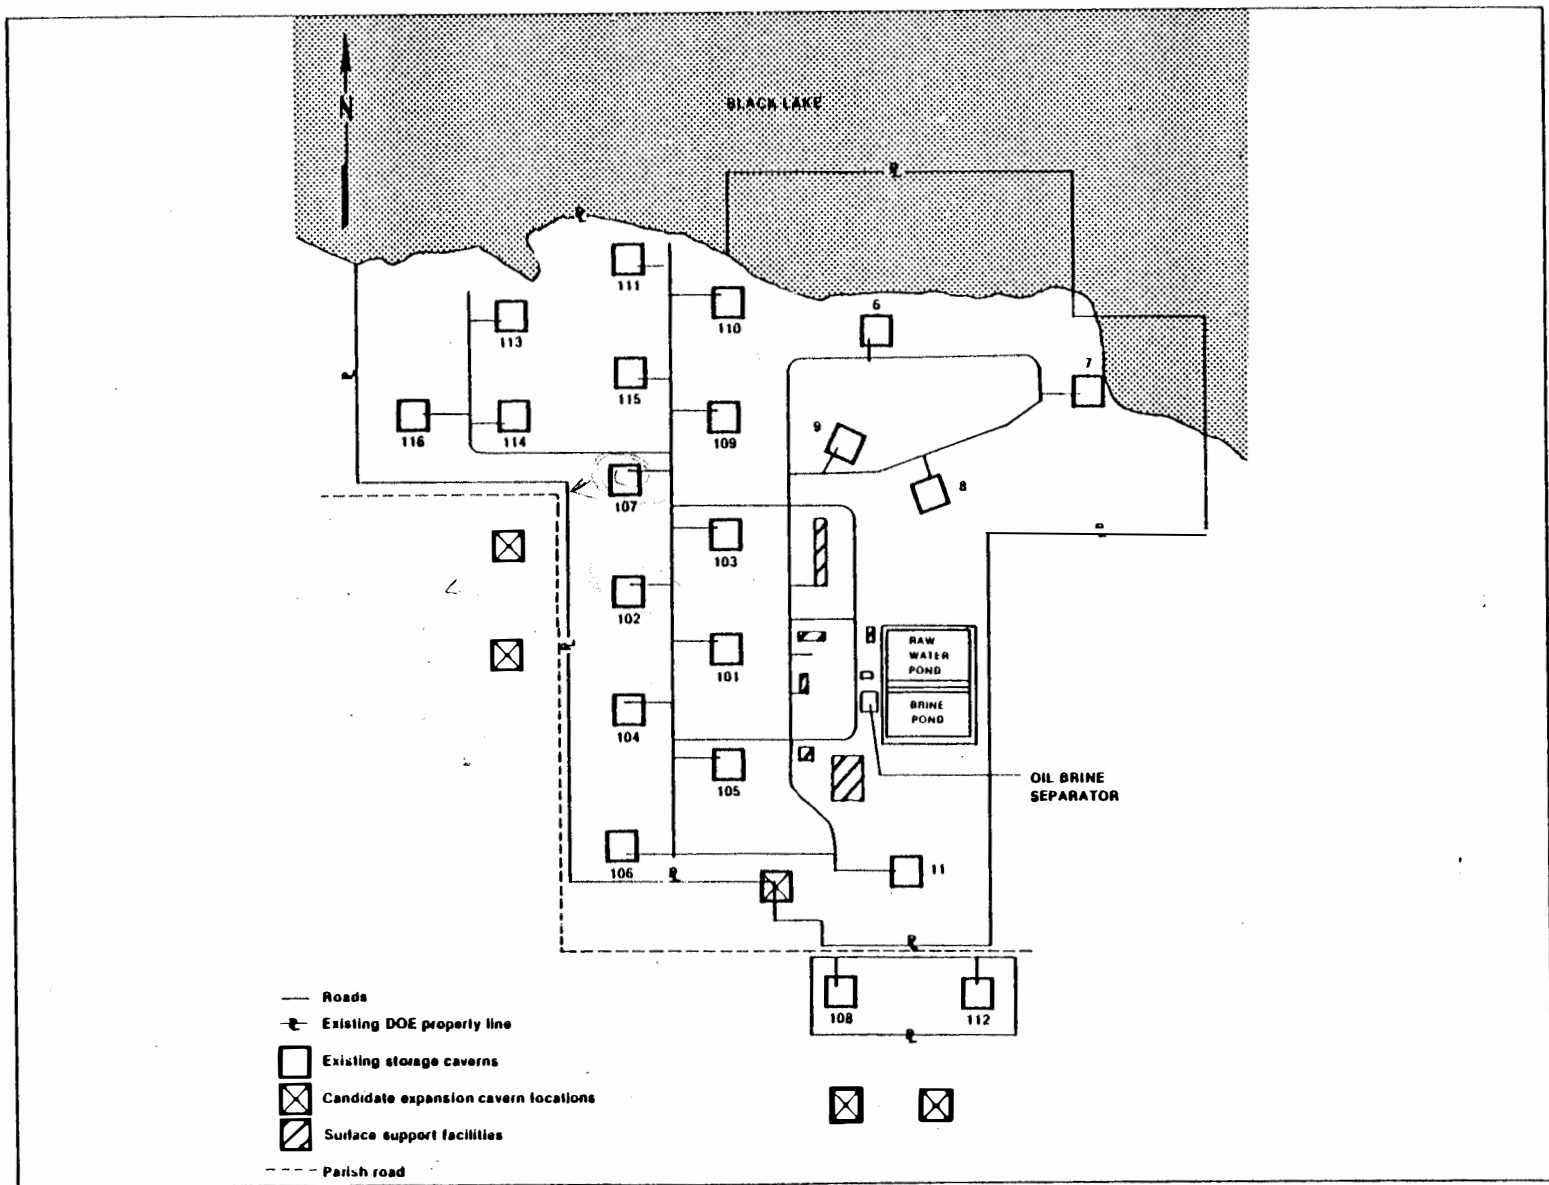 N
BLACK LAKE
111
110
6
113
7
115
9
116
114
109
8
107
103
102
RAW
WATER
POND
101
BRINE
POND
104
105
OIL BRINE
SEPARATOR
106
11
108
112
Roads
Existing DOE property line
Existing storage caverns
Candidate expansion cavern locations
Surface support facilities
Parish road